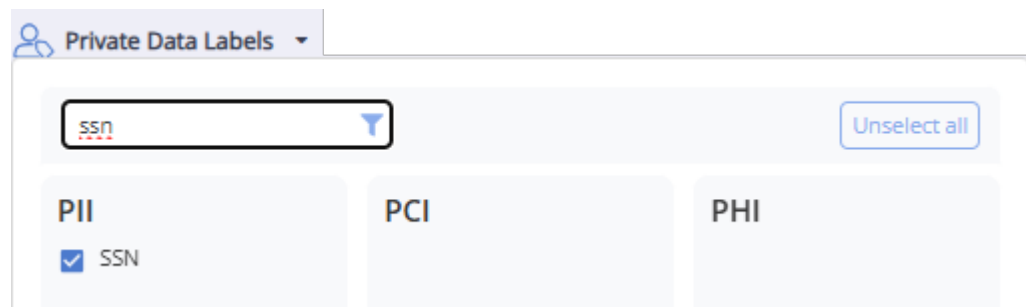 Private Data Labels
ssn
Unselect all
PII
PCI
PHI
SSN